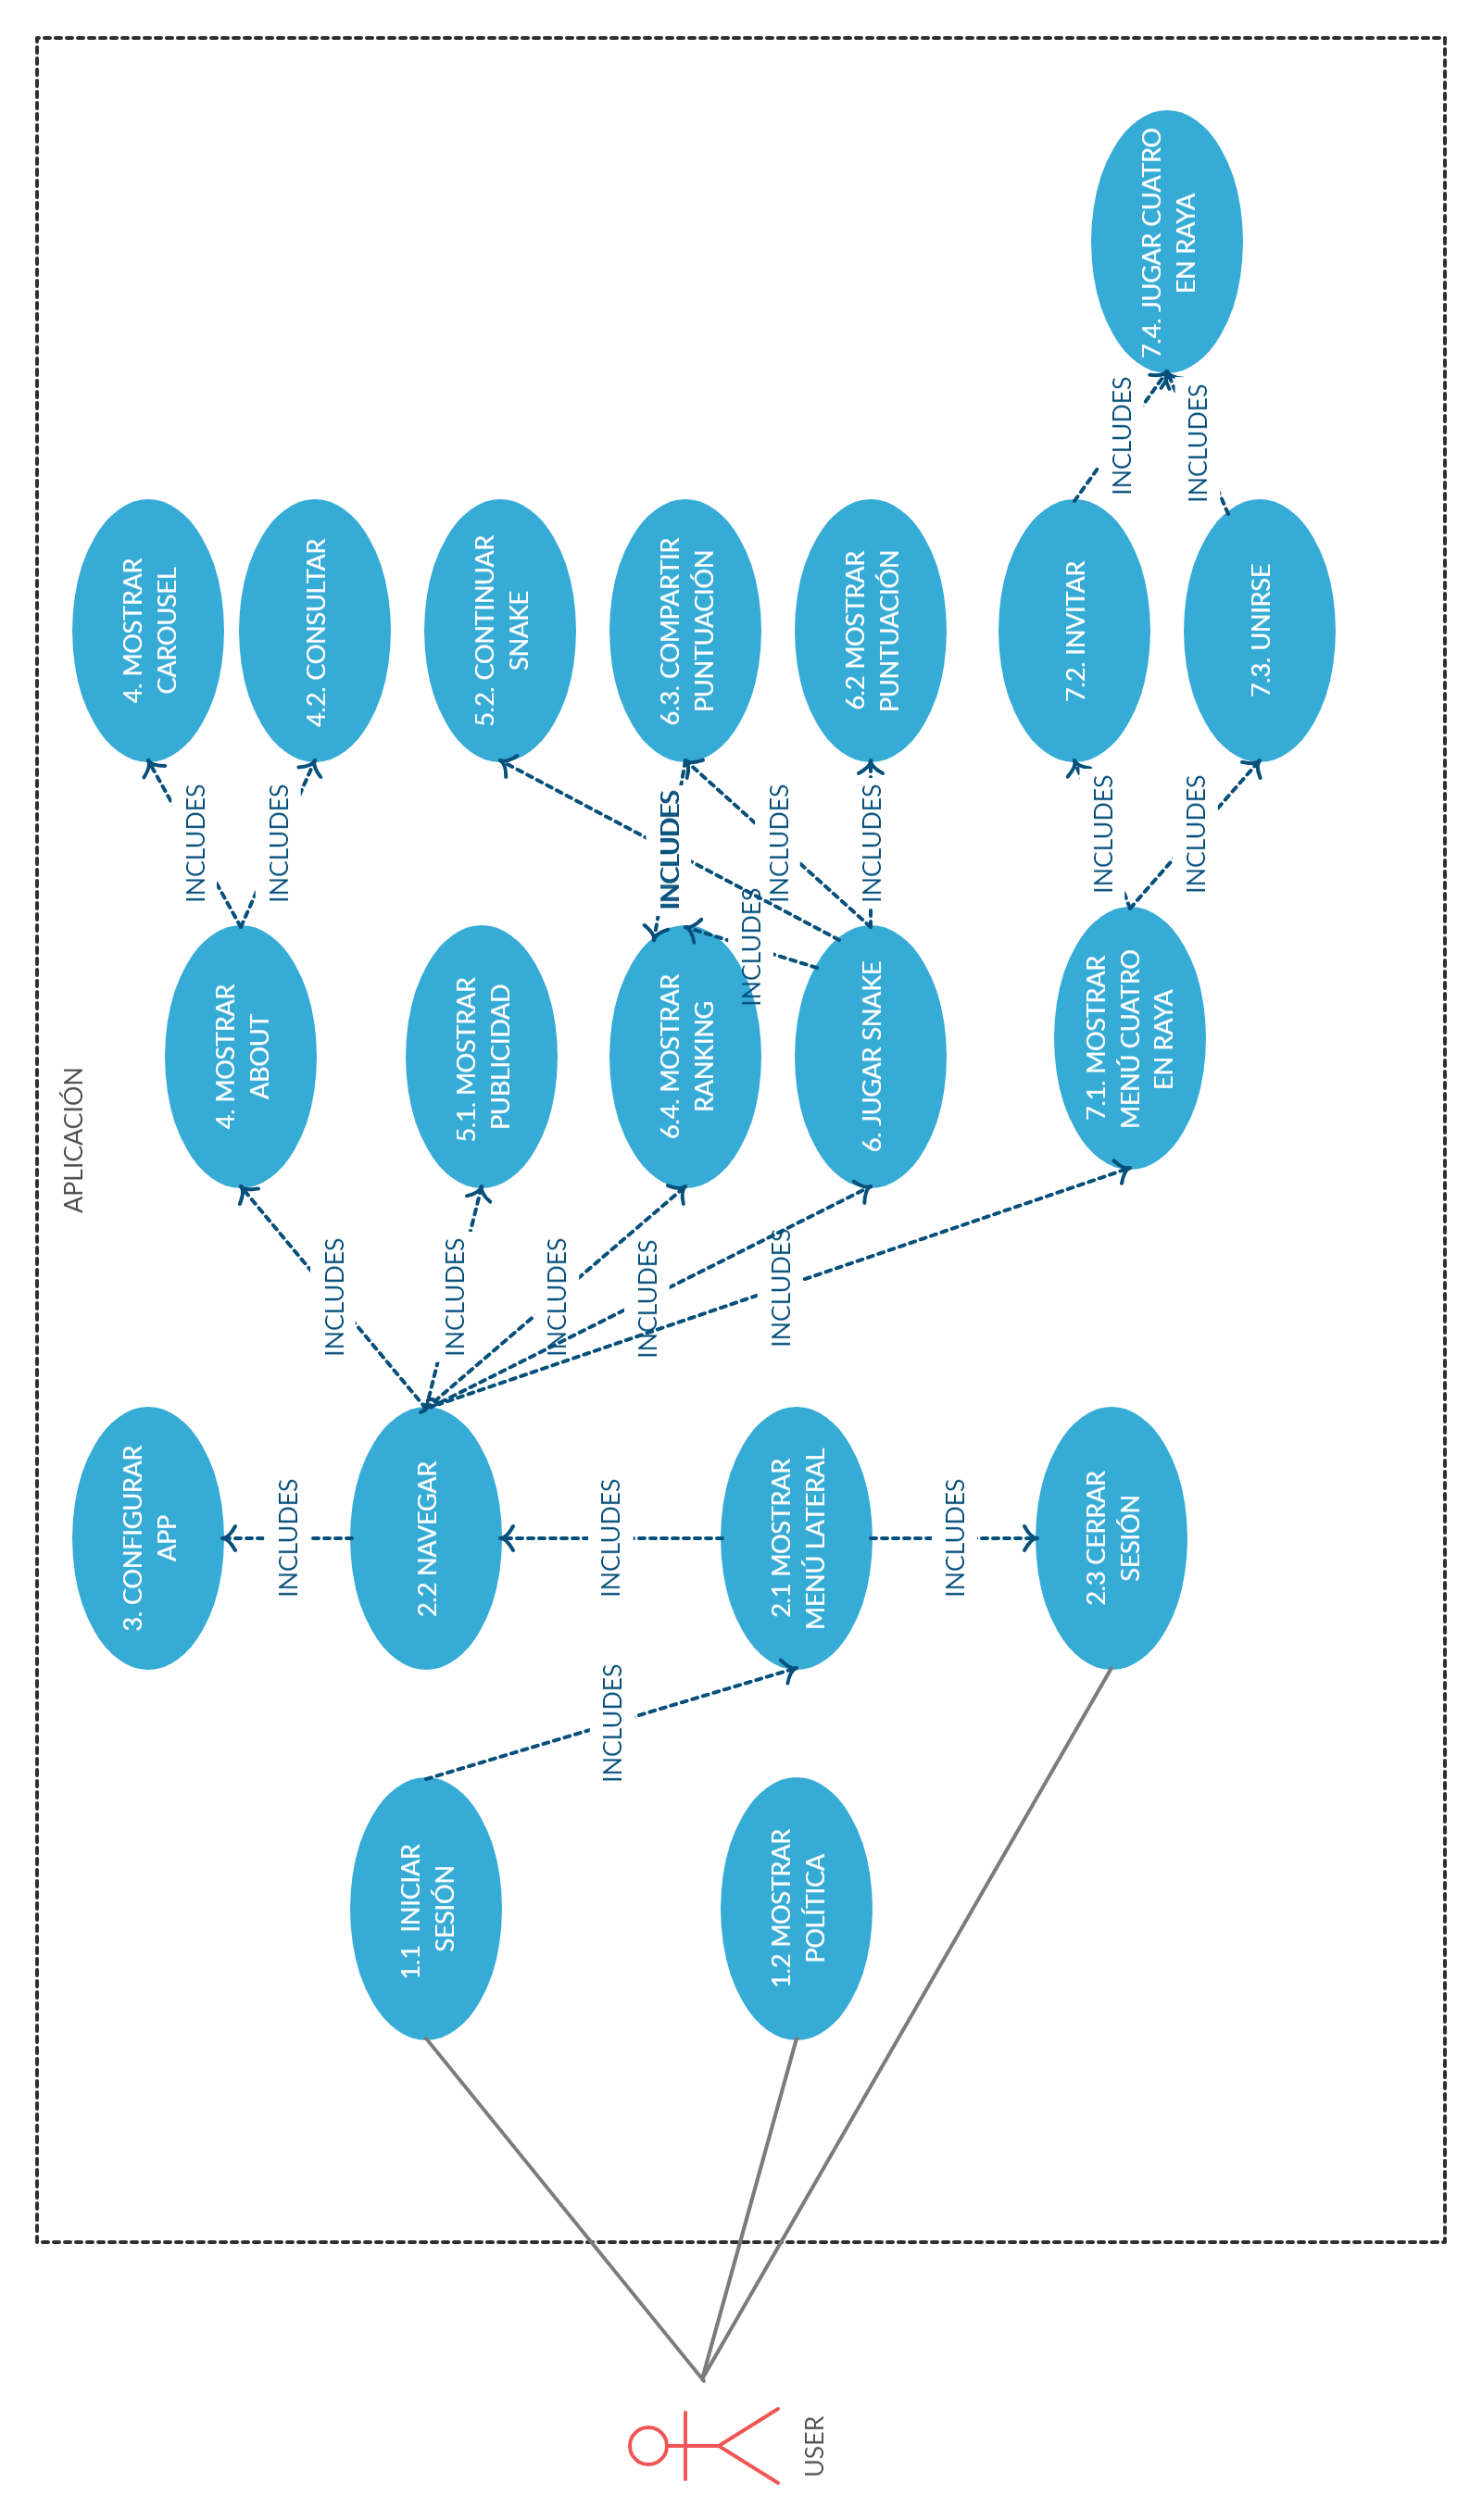 APLICACIÓN
USER
1.1 INICIAR
SESIÓN
1.2 MOSTRAR
POLÍTICA
INCLUDES
3. CONFIGURAR
APP
INCLUDES
2.2 NAVEGAR
INCLUDES
2.1 MOSTRAR
MENÚ LATERAL
INCLUDES
2.3 CERRAR
SESIÓN
INCLUDES
INCLUDES
INCLUDES
INCLUDES
INCLUDES
4. MOSTRAR
ABOUT
5.1. MOSTRAR
PUBLICIDAD
6.4. MOSTRAR
RANKING
6. JUGAR SNAKE
7.1. MOSTRAR
MENÚ CUATRO
EN RAYA
INCLUDES
INCLUDES
INCLUDES
INCLUDES
INCLUDES
INCLUDES
INCLUDES
INCLUDES
4. MOSTRAR
CAROUSEL
4.2. CONSULTAR
5.2. CONTINUAR
SNAKE
6.3. COMPARTIR
PUNTUACIÓN
6.2 MOSTRAR
PUNTUACIÓN
7.2. INVITAR
7.3. UNIRSE
INCLUDES
INCLUDES
7.4. JUGAR CUATRO
EN RAYA